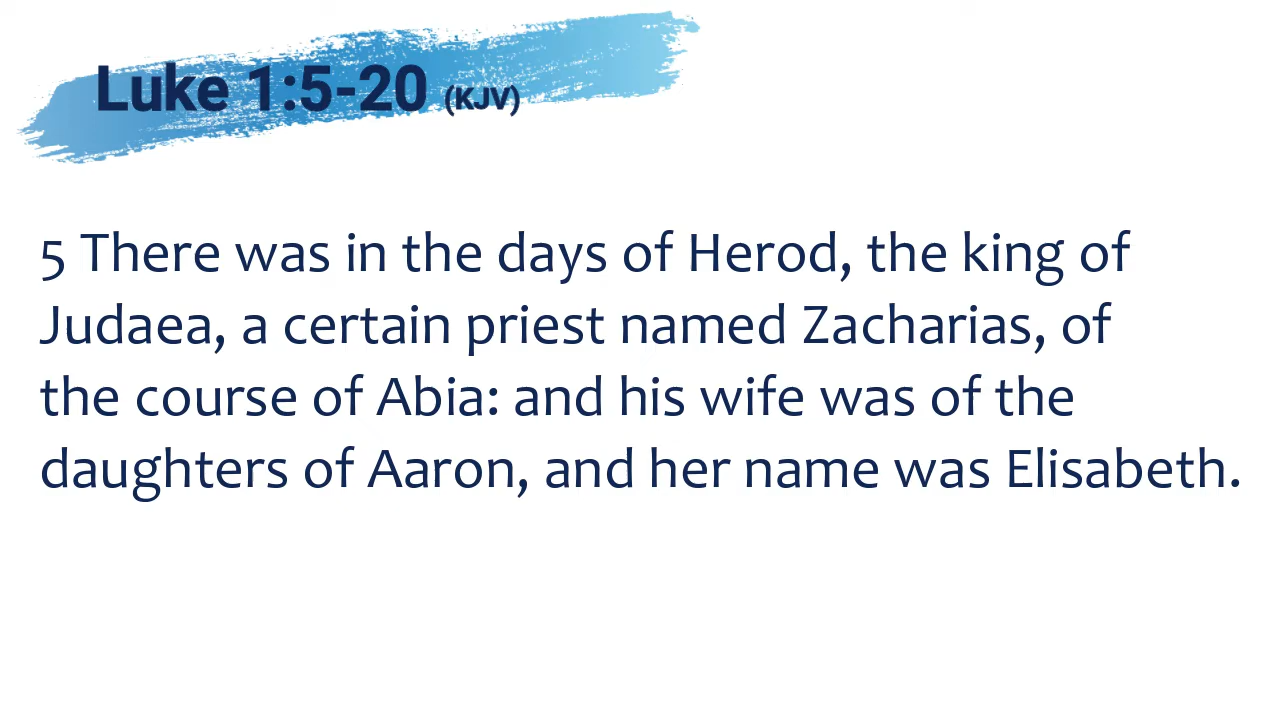 Luke 1:5-20 (KJV)
5 There was in the days of Herod, the king of
Judaea, a certain priest named Zacharias, of
the course of Abia: and his wife was of the
daughters of Aaron, and her name was Elisabeth.